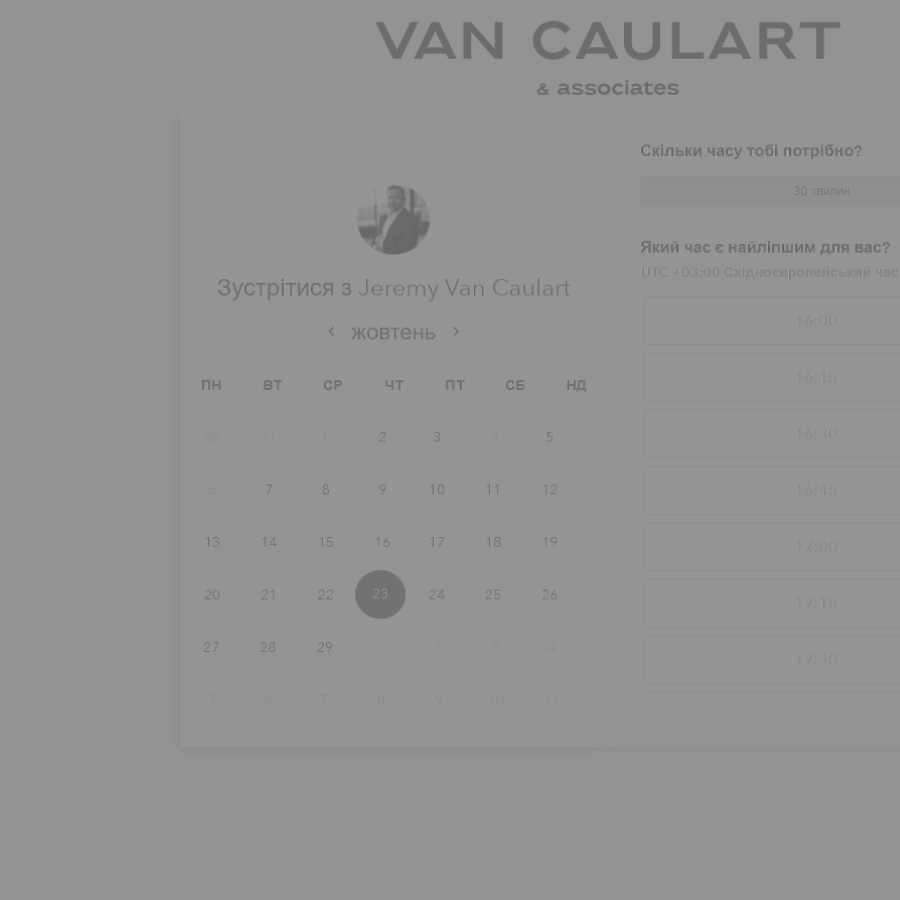 VAN CAULART
& associates
Зустрітися з Jeremy Van Caulart
жовтень
ПН ВТ СР ЧТ ПТ СБ НД
30 31 1 2 3 4 5
6 7 8 9 10 11 12
13 14 15 16 17 18 19
20 21 22 23 24 25 26
27 28 29 1 2 3 4
5 6 7 8 9 10 11
Скільки часу тобі потрібно?
30 хвилин
Який час є найліпшим для вас?
UTC +03:00 Східноєвропейський час
16:00
16:15
16:30
16:45
17:00
17:15
17:30